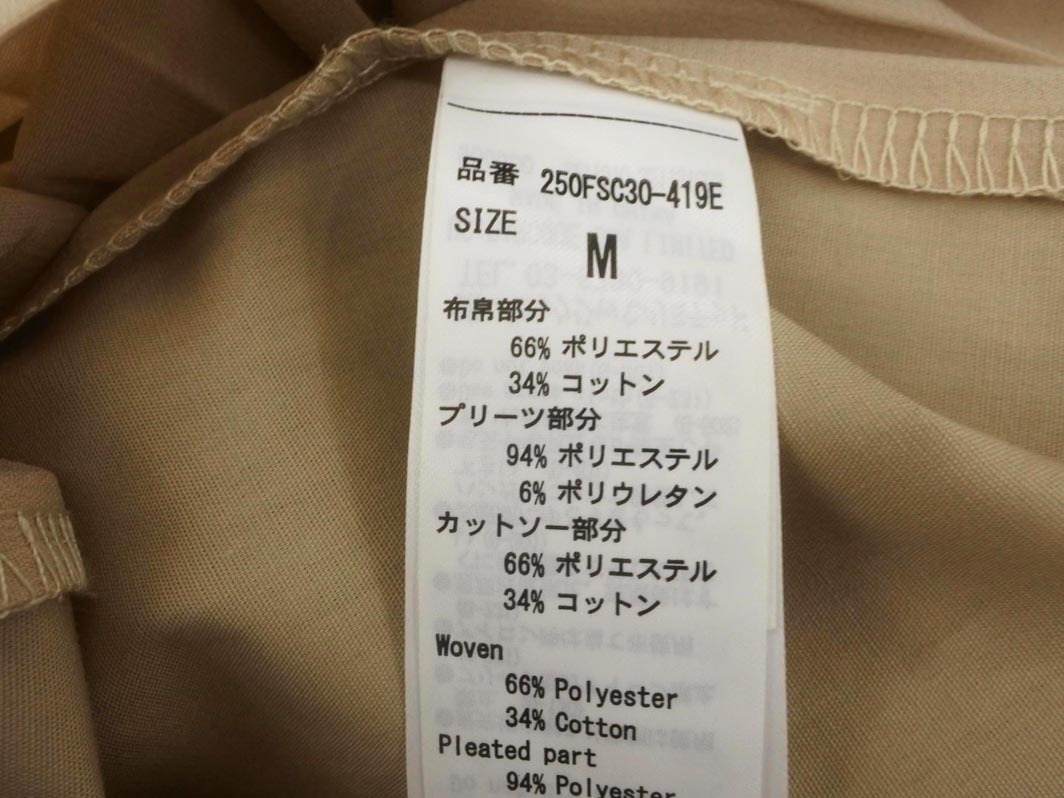 品番 250FSC30-419E
SIZE
M
布帛部分
66% ポリエステル
34% コットン
プリーツ部分
94% ポリエステル
6% ポリウレタン
カットソー部分
66% ポリエステル
34% コットン
Woven
66% Polyester
34% Cotton
Pleated part
94% Polyester